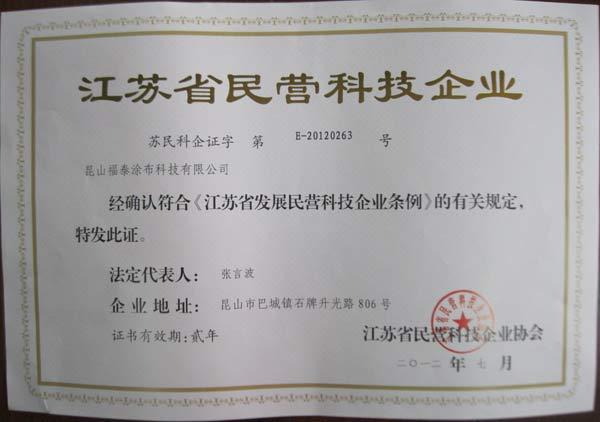 江苏省民营科技企业
苏民科企证字 第 E-20120263 号
昆山福泰涂布科技有限公司
经确认符合《江苏省发展民营科技企业条例》的有关规定,
特发此证。
法定代表人: 张言波
企业地址: 昆山市巴城镇石牌升光路806号
证书有效期:贰年
江苏省民营科技企业协会
二〇一二 年 七 月